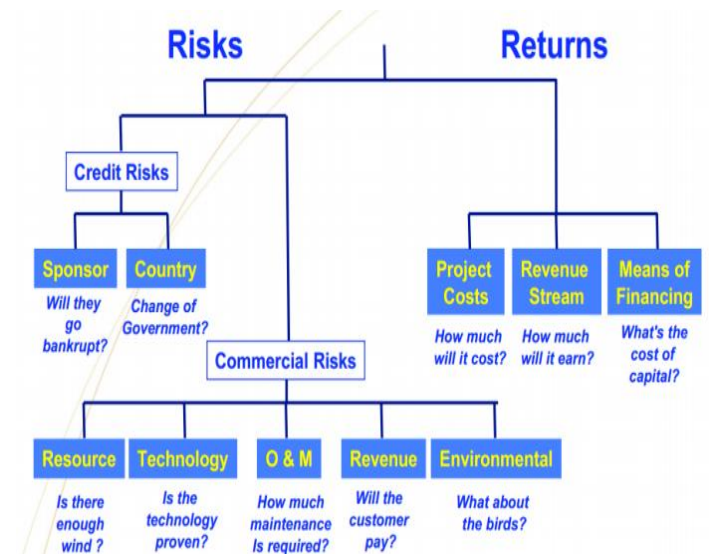 Risks
Returns
Credit Risks
Sponsor
Country
Will they
go
bankrupt?
Change of
Government?
Project
Costs
Revenue
Stream
Means of
Financing
How much
will it cost?
How much
will it earn?
What's the
cost of
capital?
Commercial Risks
Resource
Technology
O & M
Revenue
Environmental
Is there
enough
wind ?
Is the
technology
proven?
How much
maintenance
Is required?
Will the
customer
pay?
What about
the birds?